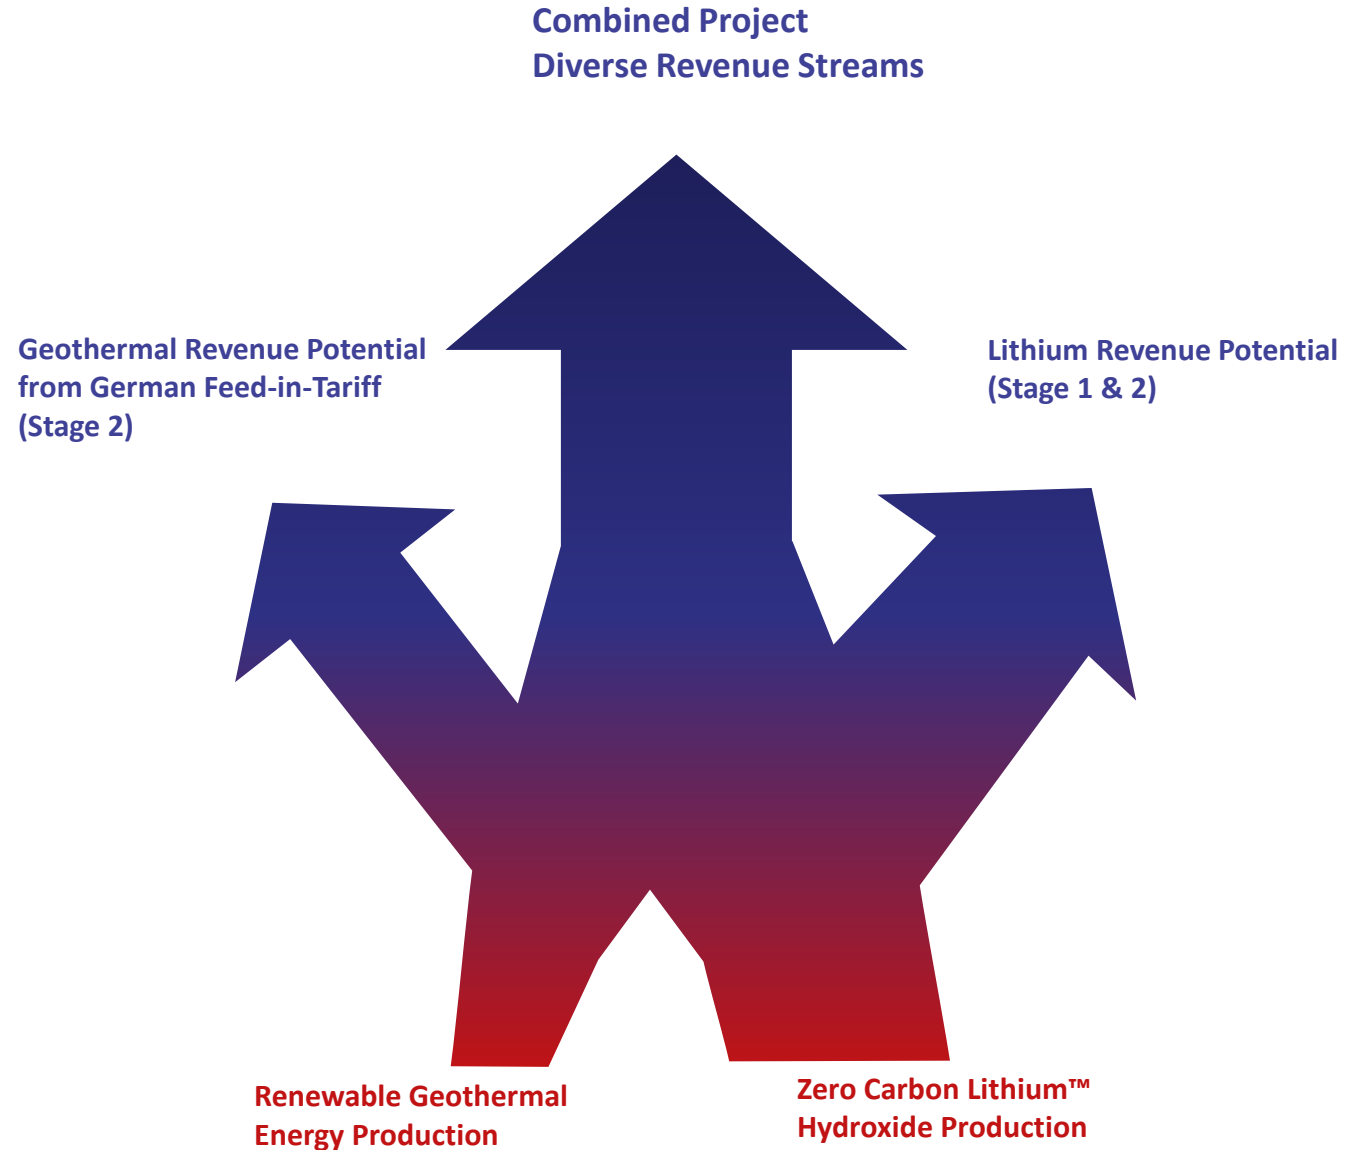 Combined Project
Diverse Revenue Streams
Geothermal Revenue Potential
from German Feed-in-Tariff
(Stage 2)
Lithium Revenue Potential
(Stage 1 & 2)
Renewable Geothermal
Energy Production
Zero Carbon Lithium™
Hydroxide Production